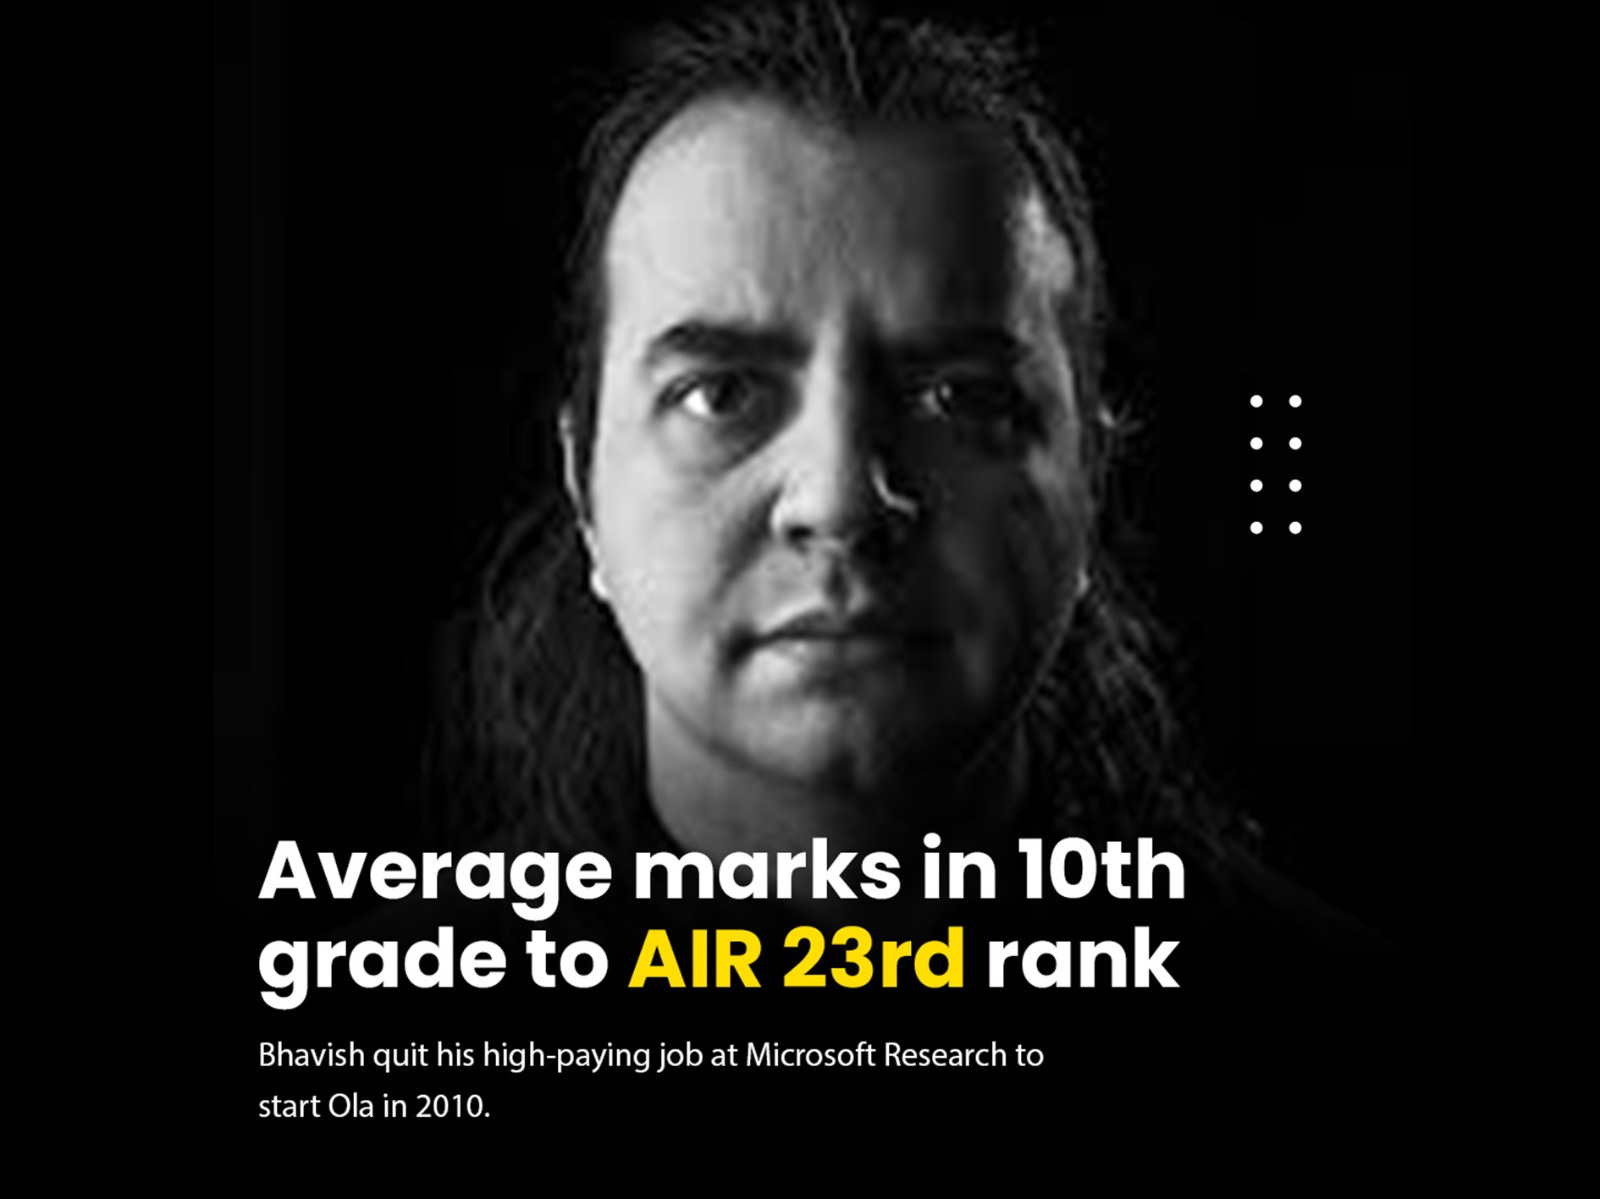 Average marks in 10th
grade to AIR 23rd rank
Bhavish quit his high-paying job at Microsoft Research to
start Ola in 2010.